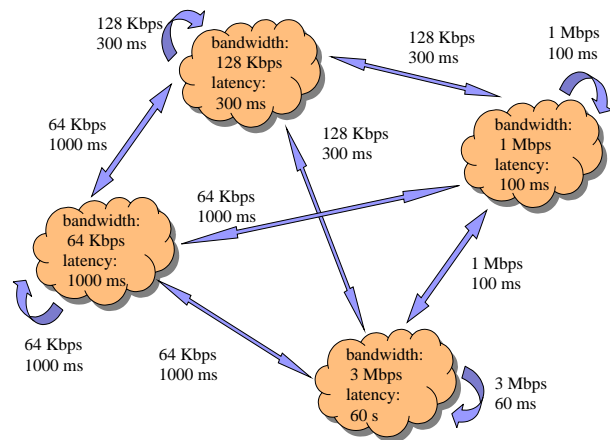 128 Kbps
300 ms
bandwidth:
128 Kbps
latency:
300 ms
128 Kbps
300 ms
1 Mbps
100 ms
64 Kbps
1000 ms
128 Kbps
300 ms
bandwidth:
1 Mbps
latency:
100 ms
64 Kbps
1000 ms
bandwidth:
64 Kbps
latency:
1000 ms
1 Mbps
100 ms
64 Kbps
1000 ms
64 Kbps
1000 ms
bandwidth:
3 Mbps
latency:
60 s
3 Mbps
60 ms